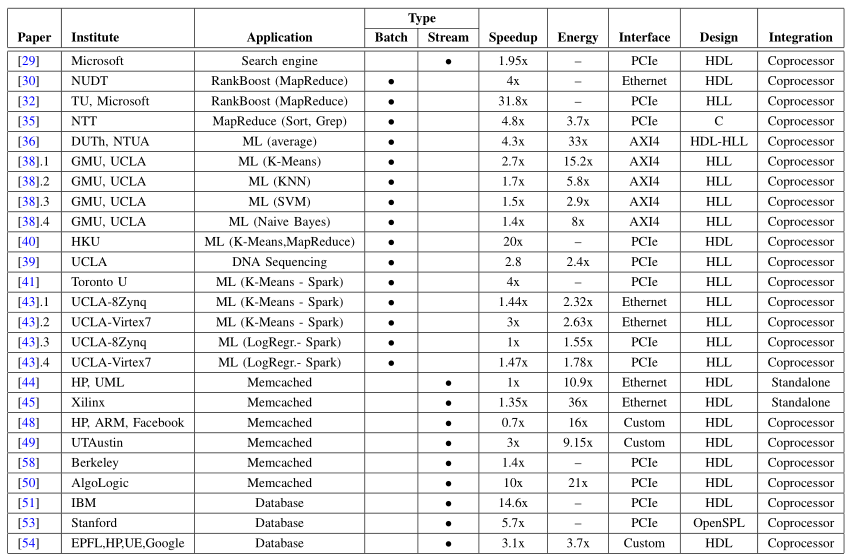 Type
Paper Institute Application Batch Stream Speedup Energy Interface Design Integration
[29] Microsoft Search engine ● 1.95x – PCIe HDL Coprocessor
[30] NUDT RankBoost (MapReduce) ● 4x – Ethernet HDL Coprocessor
[32] TU, Microsoft RankBoost (MapReduce) ● 31.8x – PCIe HLL Coprocessor
[35] NTT MapReduce (Sort, Grep) ● 4.8x 3.7x PCIe C Coprocessor
[36] DUTh, NTUA ML (average) ● 4.3x 33x AXI4 HDL-HLL Coprocessor
[38].1 GMU, UCLA ML (K-Means) ● 2.7x 15.2x AXI4 HLL Coprocessor
[38].2 GMU, UCLA ML (KNN) ● 1.7x 5.8x AXI4 HLL Coprocessor
[38].3 GMU, UCLA ML (SVM) ● 1.5x 2.9x AXI4 HLL Coprocessor
[38].4 GMU, UCLA ML (Naive Bayes) ● 1.4x 8x AXI4 HLL Coprocessor
[40] HKU ML (K-Means,MapReduce) ● 20x – PCIe HDL Coprocessor
[39] UCLA DNA Sequencing ● 2.8 2.4x PCIe HLL Coprocessor
[41] Toronto U ML (K-Means - Spark) ● 4x – PCIe HLL Coprocessor
[43].1 UCLA-8Zynq ML (K-Means - Spark) ● 1.44x 2.32x Ethernet HLL Coprocessor
[43].2 UCLA-Virtex7 ML (K-Means - Spark) ● 3x 2.63x Ethernet HLL Coprocessor
[43].3 UCLA-8Zynq ML (LogRegr.- Spark) ● 1x 1.55x PCIe HLL Coprocessor
[43].4 UCLA-Virtex7 ML (LogRegr.- Spark) ● 1.47x 1.78x PCIe HLL Coprocessor
[44] HP, UML Memcached ● 1x 10.9x Ethernet HDL Standalone
[45] Xilinx Memcached ● 1.35x 36x Ethernet HDL Standalone
[48] HP, ARM, Facebook Memcached ● 0.7x 16x Custom HDL Coprocessor
[49] UTAustin Memcached ● 3x 9.15x Custom HDL Coprocessor
[58] Berkeley Memcached ● 1.4x – PCIe HDL Coprocessor
[50] AlgoLogic Memcached ● 10x 21x PCIe HDL Coprocessor
[51] IBM Database ● 14.6x – PCIe HDL Coprocessor
[53] Stanford Database ● 5.7x – PCIe OpenSPL Coprocessor
[54] EPFL,HP,UE,Google Database ● 3.1x 3.7x Custom HDL Coprocessor